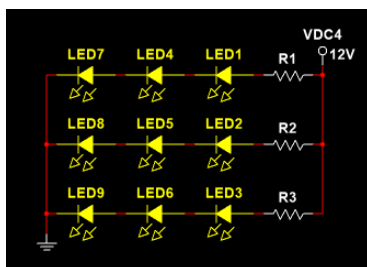 VDC4
12V
LED7 LED4 LED1 R1
LED8 LED5 LED2 R2
LED9 LED6 LED3 R3